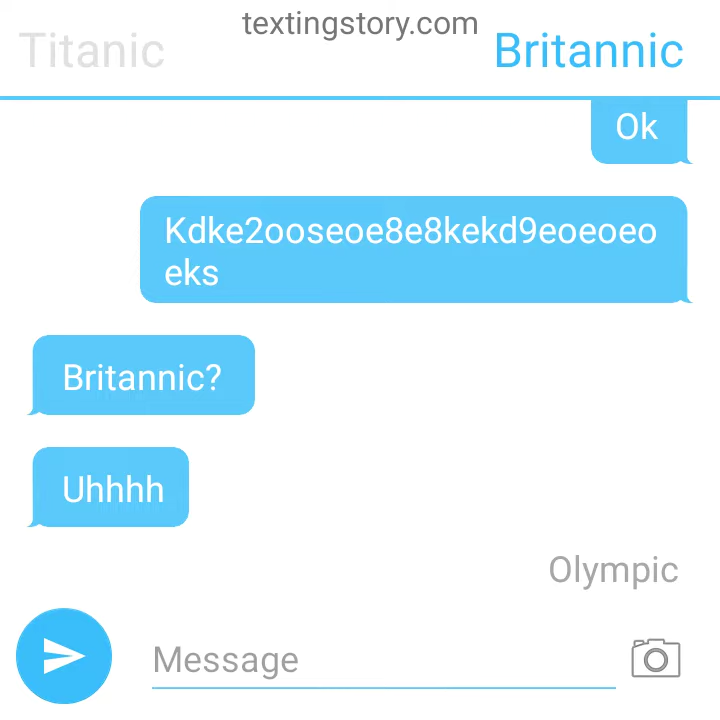 textingstory.com
Titanic
Britannic
Ok
Kdke2ooseoe8e8kekd9eoeoeo
eks
Britannic?
Uhhhh
Olympic
Message